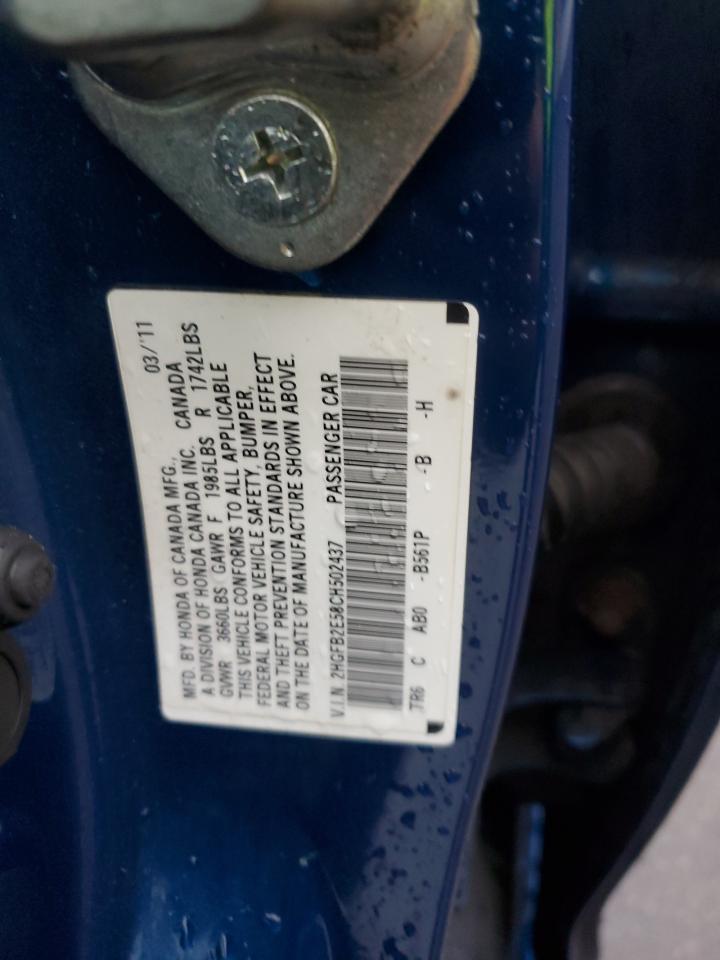 03/'11
MFD. BY HONDA OF CANADA MFG.,
A DIVISION OF HONDA CANADA INC. CANADA
GVWR 3660LBS GAWR F 1985LBS R 1742LBS
THIS VEHICLE CONFORMS TO ALL APPLICABLE
FEDERAL MOTOR VEHICLE SAFETY, BUMPER,
AND THEFT PREVENTION STANDARDS IN EFFECT
ON THE DATE OF MANUFACTURE SHOWN ABOVE.
V.I.N. 2HGFB2E58CH502437 PASSENGER CAR
TR6 C AB0 -B561P -B -H